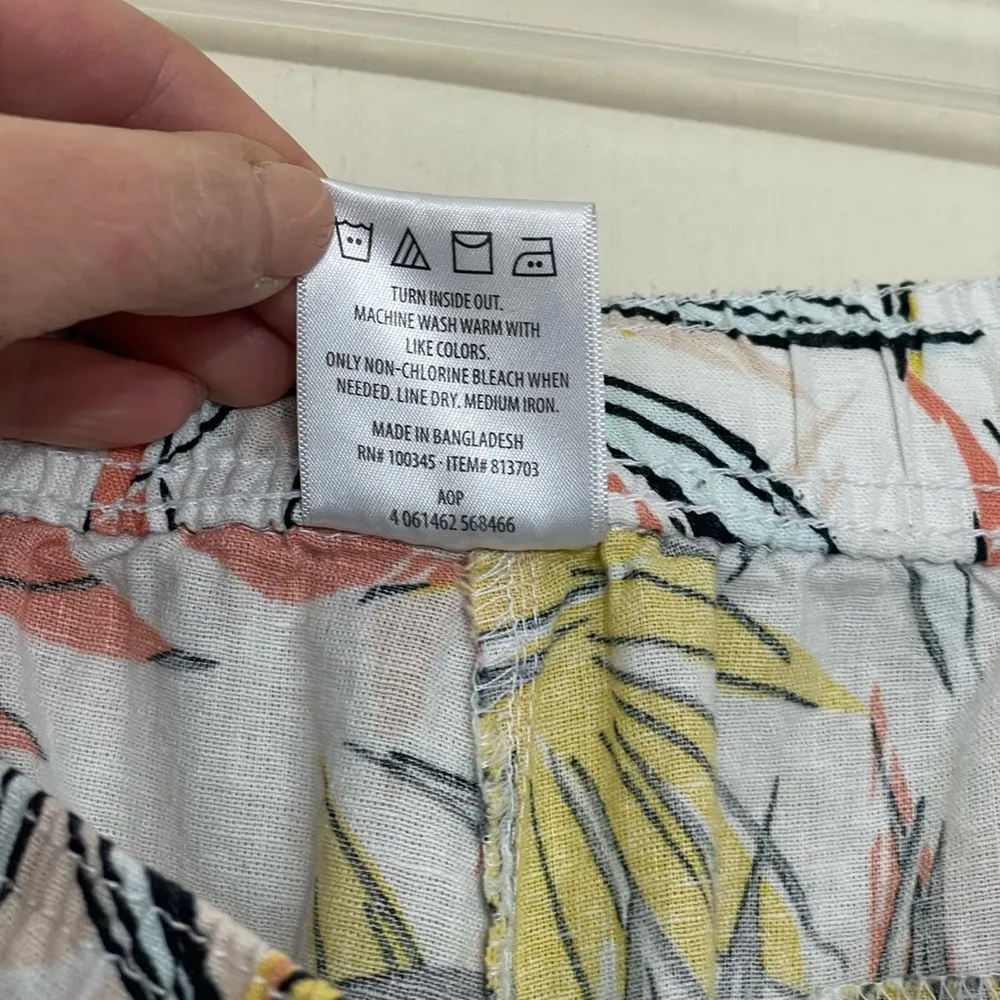 TURN INSIDE OUT.
MACHINE WASH WARM WITH
LIKE COLORS.
ONLY NON-CHLORINE BLEACH WHEN
NEEDED. LINE DRY. MEDIUM IRON.
MADE IN BANGLADESH
RN# 100345 · ITEM# 813703
AOP
4 061462 568466